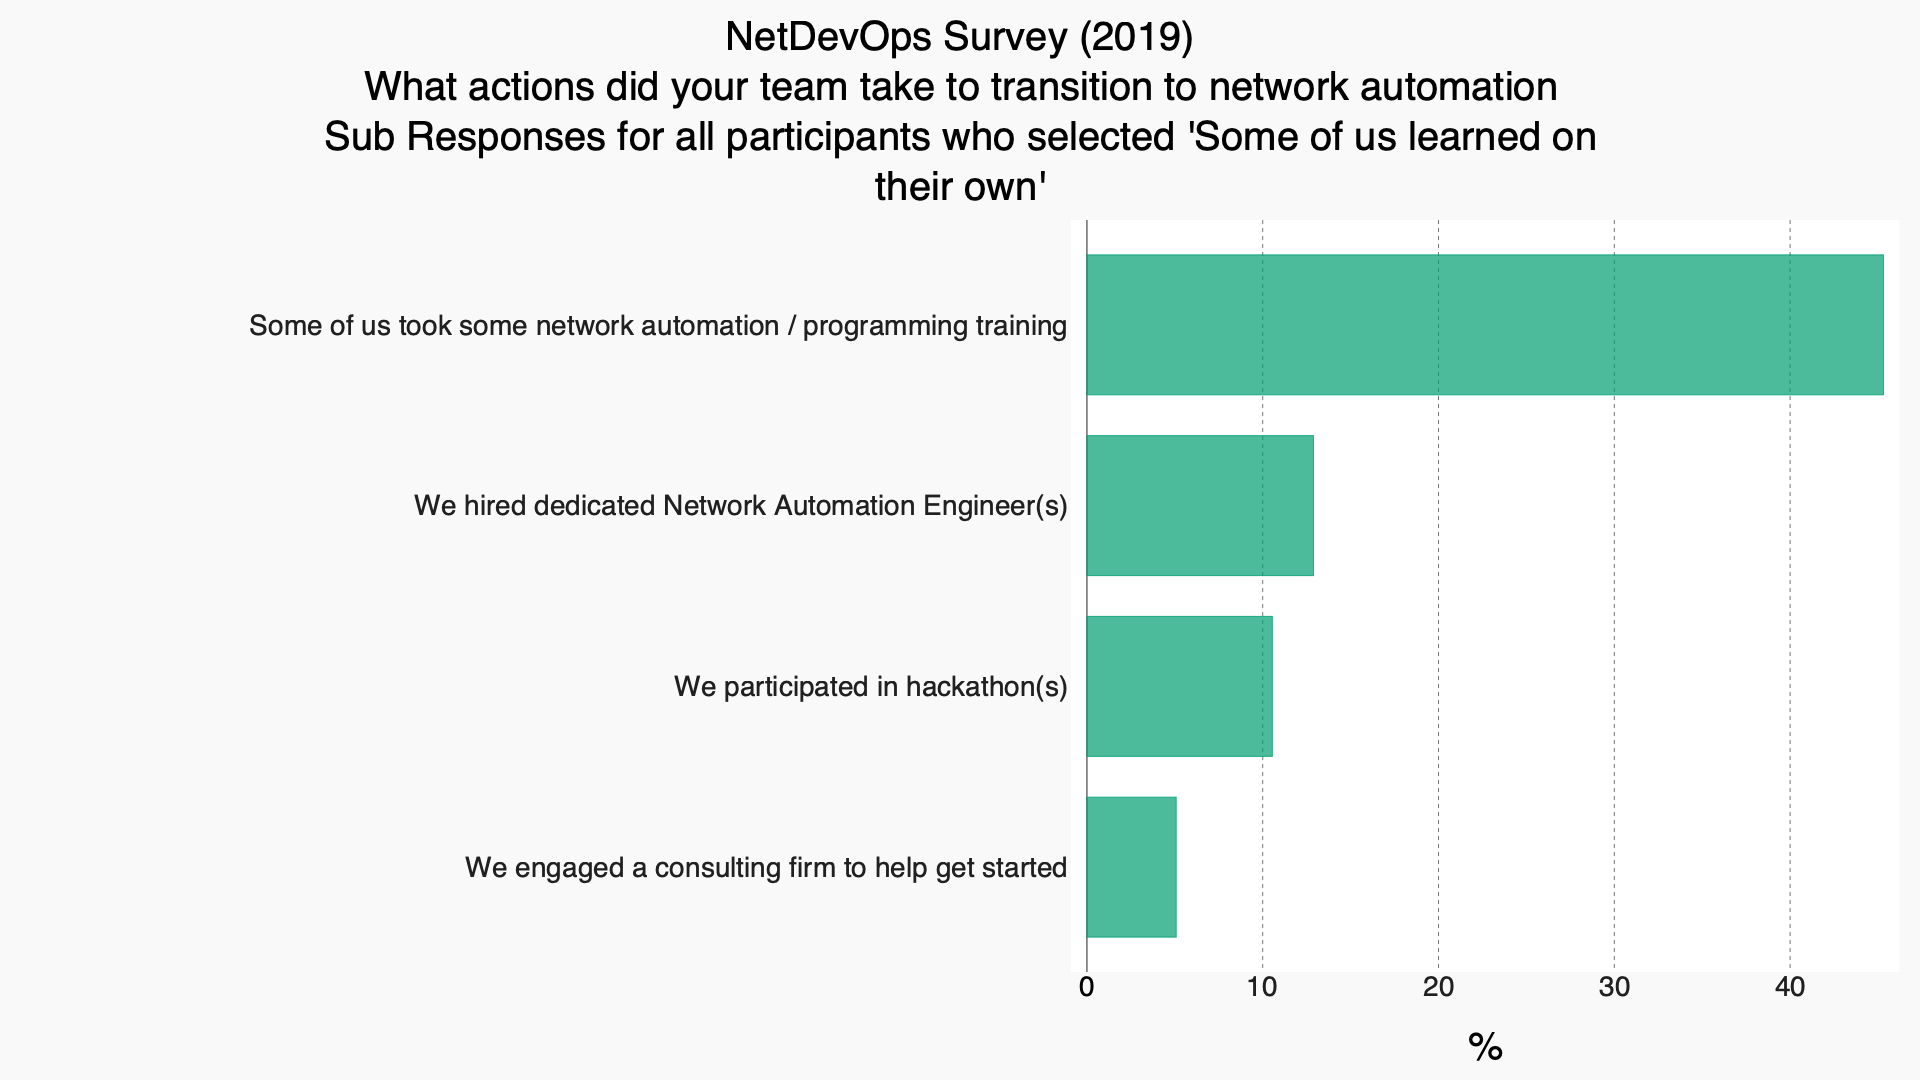 NetDevOps Survey (2019)
What actions did your team take to transition to network automation
Sub Responses for all participants who selected 'Some of us learned on
their own'
Some of us took some network automation / programming training
We hired dedicated Network Automation Engineer(s)
We participated in hackathon(s)
We engaged a consulting firm to help get started
0 10 20 30 40
%